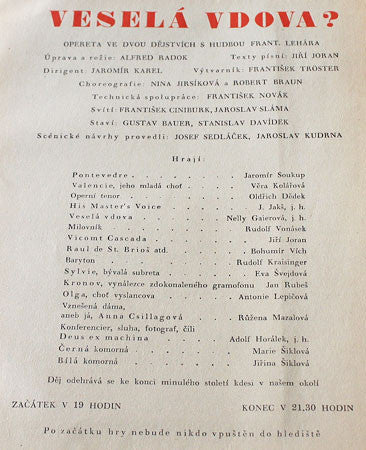 VESELÁ VDOVA?
OPERETA VE DVOU DĚJSTVÍCH S HUDBOU FRANT. LEHÁRA
Úprava a režie: ALFRED RADOK Texty písní: JIŘÍ JORAN
Dirigent JAROMÍR KAREL Výtvarník: FRANTIŠEK TRÖSTER
Choreografie: NINA JIRSÍKOVÁ a ROBERT BRAUN
Technická spolupráce: FRANTIŠEK NOVÁK
Svítí: FRANTIŠEK CINIBURK, JAROSLAV SLÁMA
Staví: GUSTAV BAUER, STANISLAV DAVÍDEK
Scénické návrhy provedli: JOSEF SEDLÁČEK, JAROSLAV KUDRNA
Hrají:
Pontevedro . . . . . . . Jaromír Soukup
Valencie, jeho mladá choť . . . . Věra Kolářová
Operní tenor . . . . . . Oldřich Dědek
His Master's Voice . . . . . J. Jakš, j. h.
Veselá vdova . . . . . . Nelly Gaierová, j. h.
Milovník . . . . . . . Rudolf Vonásek
Vicomt Cascada . . . . . . Jiří Joran
Raul de St. Brioš atd. . . . . . Bohumír Vích
Baryton . . . . . . . Rudolf Kraisinger
Sylvie, bývalá subreta . . . . . Eva Švejdová
Kronov, vynálezce zdokonaleného gramofonu Jan Rubeš
Olga, choť vyslancova . . . . Antonie Lepičová
Vznešená dáma,
aneb já, Anna Csillagová . . . . Růžena Mazalová
Konferencier, sluha, fotograf, čili
Deus ex machina . . . . . Adolf Horálek, j. h.
Černá komorná . . . . . . Marie Šiklová
Bílá komorná . . . . . . Jiřina Šiklová
Děj odehrává se ke konci minulého století kdesi v našem okolí
ZAČÁTEK V 19 HODIN KONEC V 21,30 HODIN
Po začátku hry nebude nikdo vpuštěn do hlediště